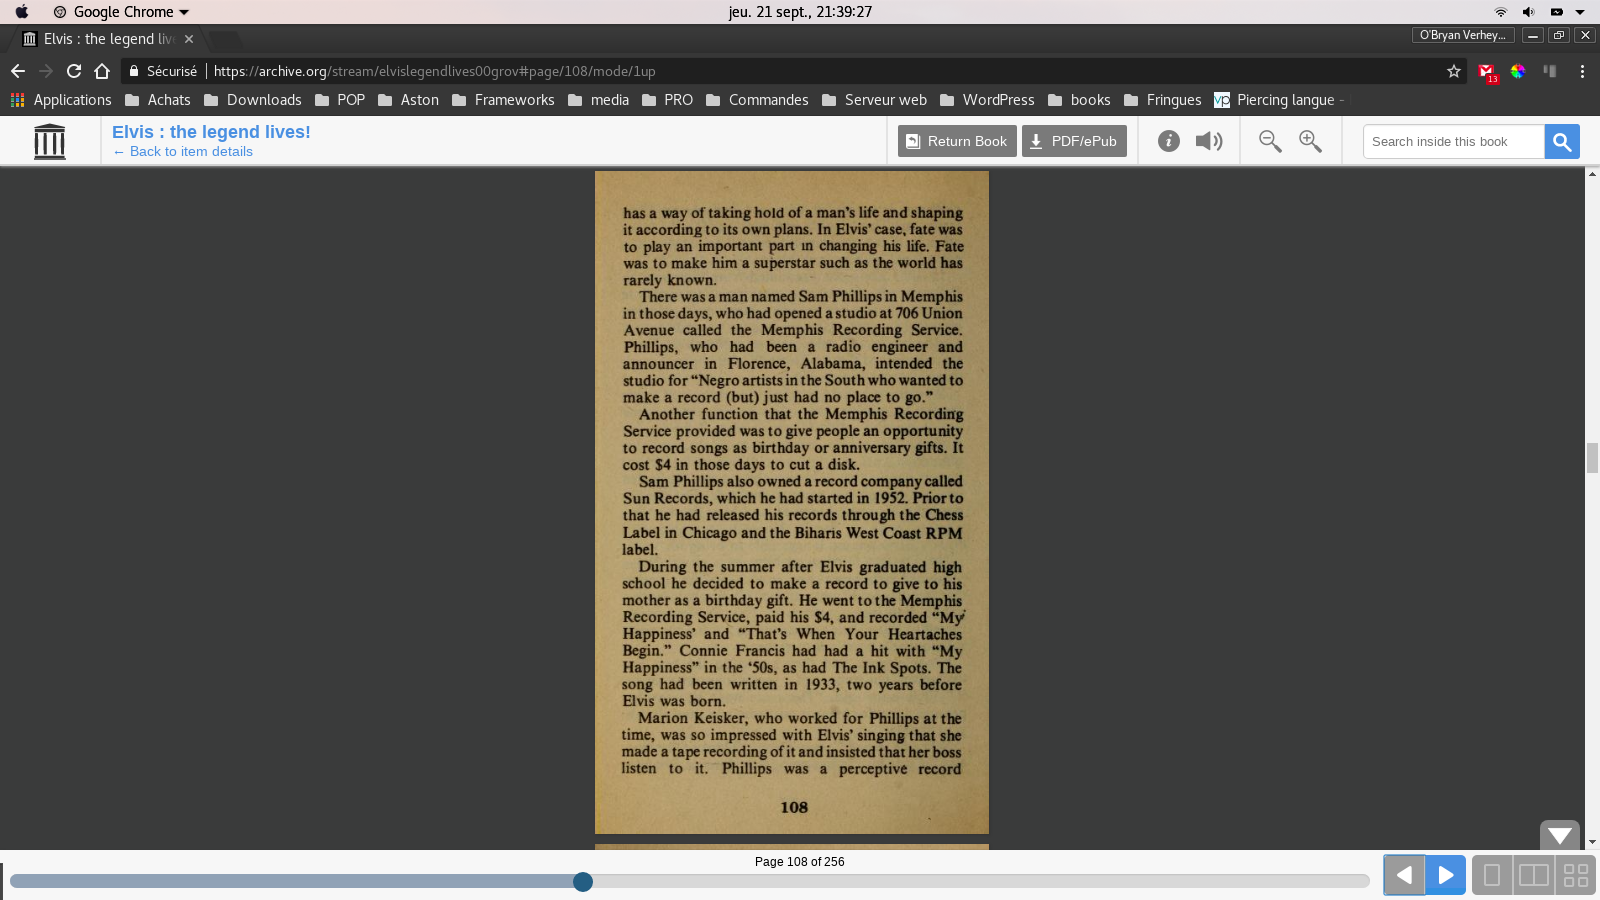 Google Chrome
jeu. 21 sept., 21:39:27
Elvis : the legend live
O'Bryan Verhey...
Sécurisé
https://archive.org/stream/elvislegendlives00grov#page/108/mode/1up
13
Applications Achats Downloads POP Aston Frameworks media PRO Commandes Serveur web WordPress books Fringues vp Piercing langue -
Elvis : the legend lives!
← Back to item details
Return Book
PDF/ePub
Search inside this book
has a way of taking hold of a man's life and shaping
it according to its own plans. In Elvis' case, fate was
to play an important part in changing his life. Fate
was to make him a superstar such as the world has
rarely known.
There was a man named Sam Phillips in Memphis
in those days, who had opened a studio at 706 Union
Avenue called the Memphis Recording Service.
Phillips, who had been a radio engineer and
announcer in Florence, Alabama, intended the
studio for “Negro artists in the South who wanted to
make a record (but) just had no place to go.”
Another function that the Memphis Recording
Service provided was to give people an opportunity
to record songs as birthday or anniversary gifts. It
cost $4 in those days to cut a disk.
Sam Phillips also owned a record company called
Sun Records, which he had started in 1952. Prior to
that he had released his records through the Chess
Label in Chicago and the Biharis West Coast RPM
label.
During the summer after Elvis graduated high
school he decided to make a record to give to his
mother as a birthday gift. He went to the Memphis
Recording Service, paid his $4, and recorded “My
Happiness’ and “That’s When Your Heartaches
Begin.” Connie Francis had had a hit with “My
Happiness” in the ‘50s, as had The Ink Spots. The
song had been written in 1933, two years before
Elvis was born.
Marion Keisker, who worked for Phillips at the
time, was so impressed with Elvis’ singing that she
made a tape recording of it and insisted that her boss
listen to it. Phillips was a perceptive record
108
Page 108 of 256